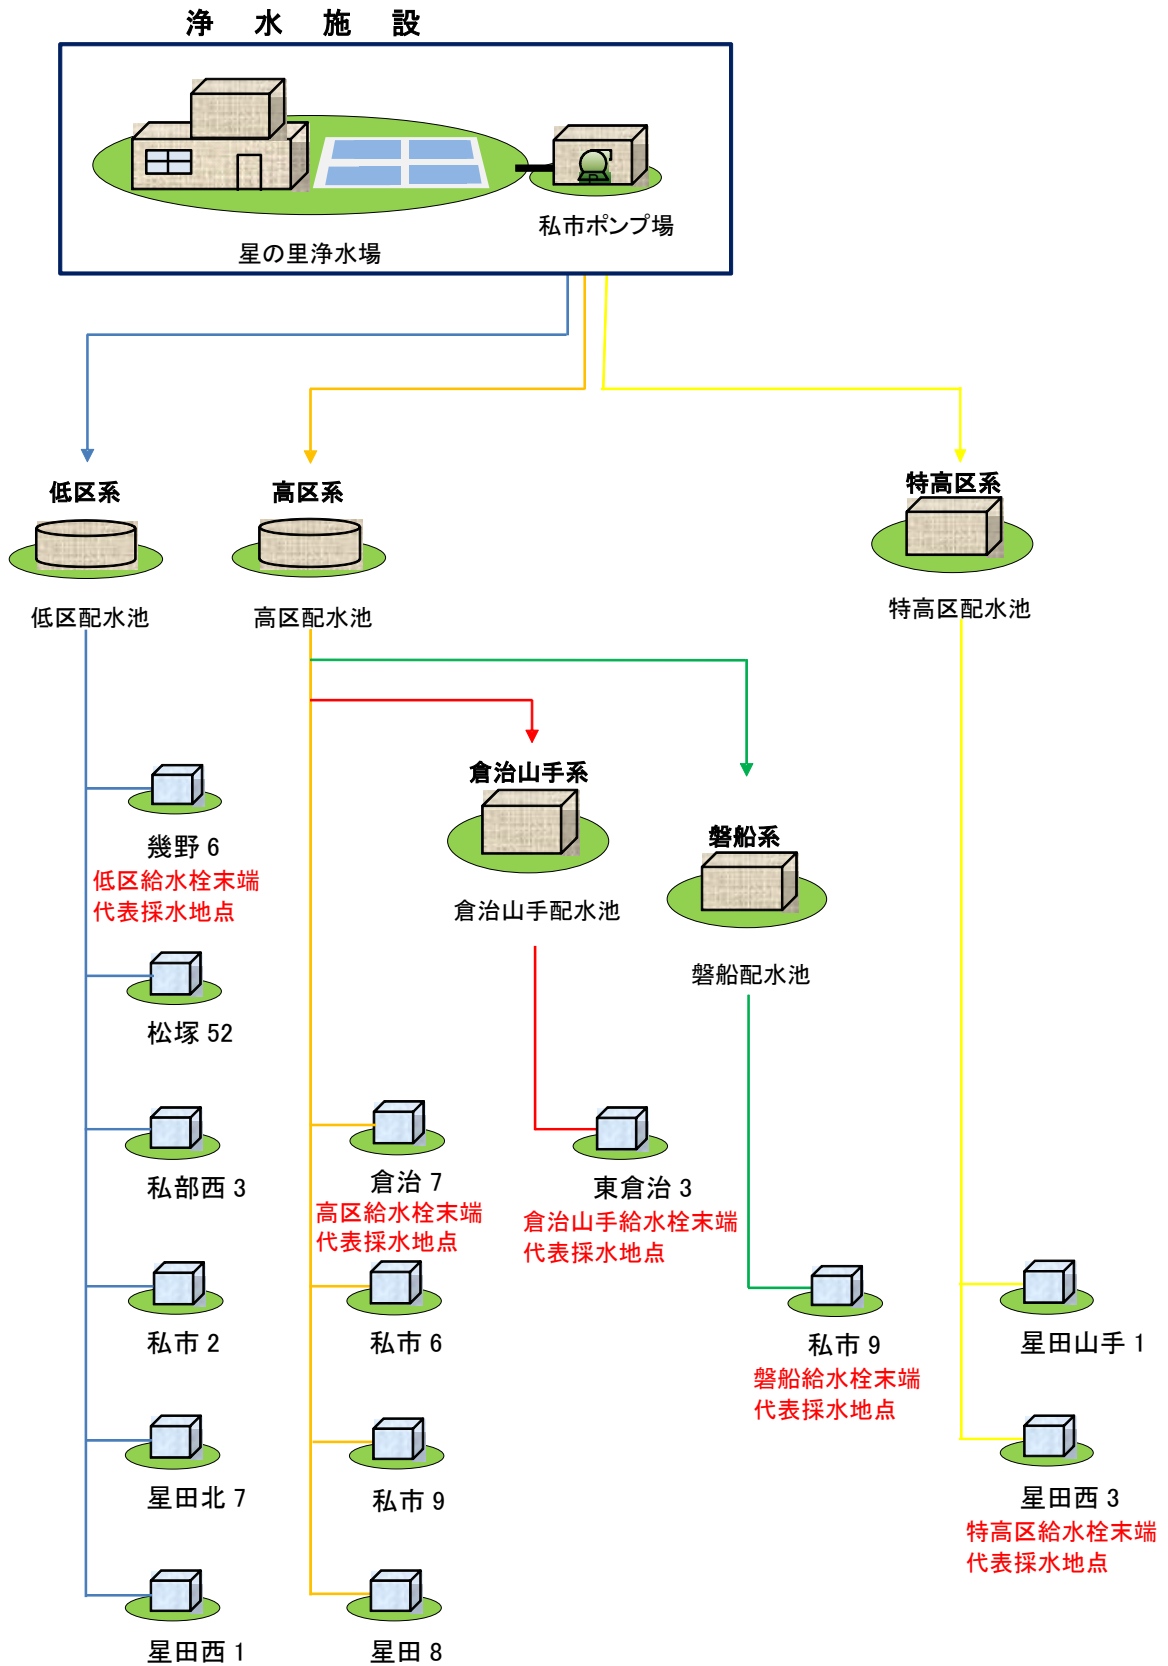 浄水施設
星の里浄水場
私市ポンプ場
低区系
低区配水池
幾野 6
低区給水栓末端
代表採水地点
松塚 52
私部西 3
私市 2
星田北 7
星田西 1
高区系
高区配水池
倉治 7
高区給水栓末端
代表採水地点
私市 6
私市 9
星田 8
倉治山手系
倉治山手配水池
東倉治 3
倉治山手給水栓末端
代表採水地点
磐船系
磐船配水池
私市 9
磐船給水栓末端
代表採水地点
特高区系
特高区配水池
星田山手 1
星田西 3
特高区給水栓末端
代表採水地点